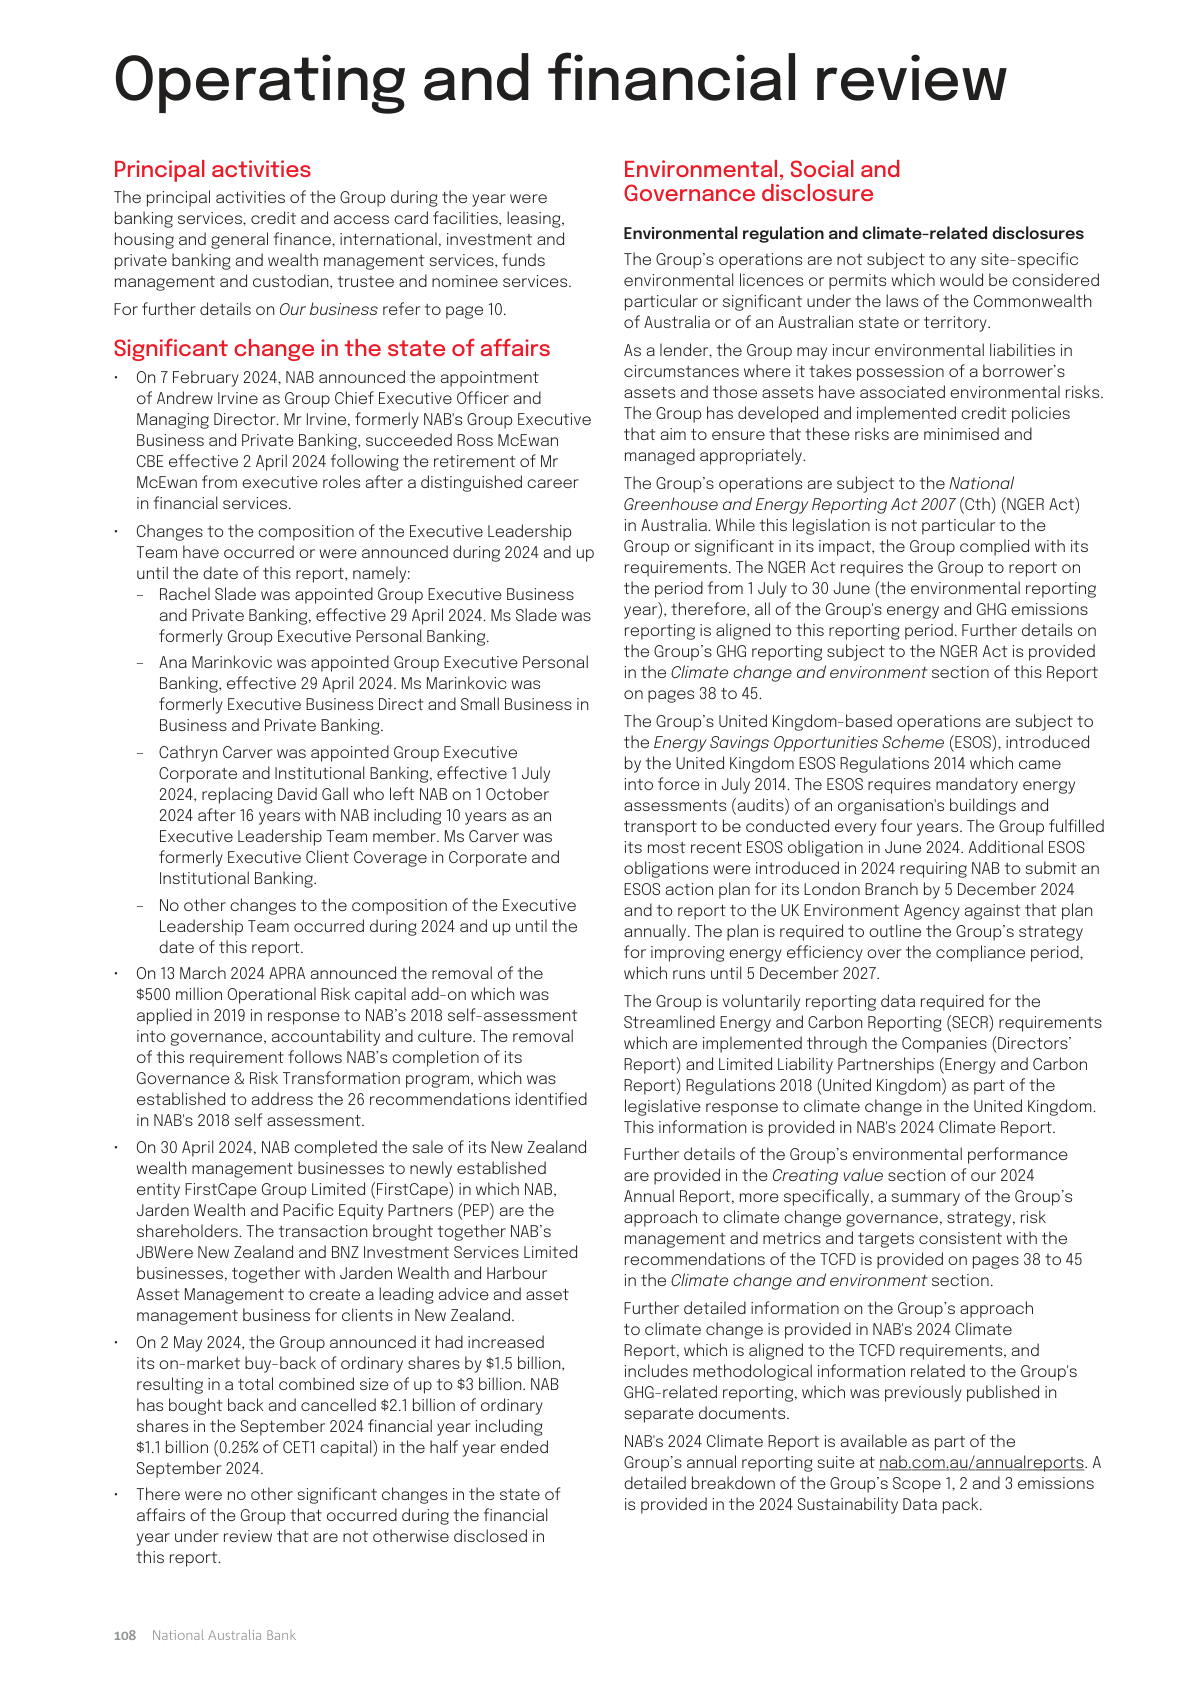 Operating and financial review
Principal activities
The principal activities of the Group during the year were
banking services, credit and access card facilities, leasing,
housing and general finance, international, investment and
private banking and wealth management services, funds
management and custodian, trustee and nominee services.
For further details on Our business refer to page 10.
Significant change in the state of affairs
• On 7 February 2024, NAB announced the appointment
of Andrew Irvine as Group Chief Executive Officer and
Managing Director. Mr Irvine, formerly NAB's Group Executive
Business and Private Banking, succeeded Ross McEwan
CBE effective 2 April 2024 following the retirement of Mr
McEwan from executive roles after a distinguished career
in financial services.
• Changes to the composition of the Executive Leadership
Team have occurred or were announced during 2024 and up
until the date of this report, namely:
– Rachel Slade was appointed Group Executive Business
and Private Banking, effective 29 April 2024. Ms Slade was
formerly Group Executive Personal Banking.
– Ana Marinkovic was appointed Group Executive Personal
Banking, effective 29 April 2024. Ms Marinkovic was
formerly Executive Business Direct and Small Business in
Business and Private Banking.
– Cathryn Carver was appointed Group Executive
Corporate and Institutional Banking, effective 1 July
2024, replacing David Gall who left NAB on 1 October
2024 after 16 years with NAB including 10 years as an
Executive Leadership Team member. Ms Carver was
formerly Executive Client Coverage in Corporate and
Institutional Banking.
– No other changes to the composition of the Executive
Leadership Team occurred during 2024 and up until the
date of this report.
• On 13 March 2024 APRA announced the removal of the
$500 million Operational Risk capital add-on which was
applied in 2019 in response to NAB’s 2018 self-assessment
into governance, accountability and culture. The removal
of this requirement follows NAB’s completion of its
Governance & Risk Transformation program, which was
established to address the 26 recommendations identified
in NAB's 2018 self assessment.
• On 30 April 2024, NAB completed the sale of its New Zealand
wealth management businesses to newly established
entity FirstCape Group Limited (FirstCape) in which NAB,
Jarden Wealth and Pacific Equity Partners (PEP) are the
shareholders. The transaction brought together NAB’s
JBWere New Zealand and BNZ Investment Services Limited
businesses, together with Jarden Wealth and Harbour
Asset Management to create a leading advice and asset
management business for clients in New Zealand.
• On 2 May 2024, the Group announced it had increased
its on-market buy-back of ordinary shares by $1.5 billion,
resulting in a total combined size of up to $3 billion. NAB
has bought back and cancelled $2.1 billion of ordinary
shares in the September 2024 financial year including
$1.1 billion (0.25% of CET1 capital) in the half year ended
September 2024.
• There were no other significant changes in the state of
affairs of the Group that occurred during the financial
year under review that are not otherwise disclosed in
this report.
Environmental, Social and
Governance disclosure
Environmental regulation and climate-related disclosures
The Group’s operations are not subject to any site-specific
environmental licences or permits which would be considered
particular or significant under the laws of the Commonwealth
of Australia or of an Australian state or territory.
As a lender, the Group may incur environmental liabilities in
circumstances where it takes possession of a borrower’s
assets and those assets have associated environmental risks.
The Group has developed and implemented credit policies
that aim to ensure that these risks are minimised and
managed appropriately.
The Group’s operations are subject to the National
Greenhouse and Energy Reporting Act 2007 (Cth) (NGER Act)
in Australia. While this legislation is not particular to the
Group or significant in its impact, the Group complied with its
requirements. The NGER Act requires the Group to report on
the period from 1 July to 30 June (the environmental reporting
year), therefore, all of the Group's energy and GHG emissions
reporting is aligned to this reporting period. Further details on
the Group’s GHG reporting subject to the NGER Act is provided
in the Climate change and environment section of this Report
on pages 38 to 45.
The Group’s United Kingdom-based operations are subject to
the Energy Savings Opportunities Scheme (ESOS), introduced
by the United Kingdom ESOS Regulations 2014 which came
into force in July 2014. The ESOS requires mandatory energy
assessments (audits) of an organisation's buildings and
transport to be conducted every four years. The Group fulfilled
its most recent ESOS obligation in June 2024. Additional ESOS
obligations were introduced in 2024 requiring NAB to submit an
ESOS action plan for its London Branch by 5 December 2024
and to report to the UK Environment Agency against that plan
annually. The plan is required to outline the Group’s strategy
for improving energy efficiency over the compliance period,
which runs until 5 December 2027.
The Group is voluntarily reporting data required for the
Streamlined Energy and Carbon Reporting (SECR) requirements
which are implemented through the Companies (Directors’
Report) and Limited Liability Partnerships (Energy and Carbon
Report) Regulations 2018 (United Kingdom) as part of the
legislative response to climate change in the United Kingdom.
This information is provided in NAB's 2024 Climate Report.
Further details of the Group’s environmental performance
are provided in the Creating value section of our 2024
Annual Report, more specifically, a summary of the Group’s
approach to climate change governance, strategy, risk
management and metrics and targets consistent with the
recommendations of the TCFD is provided on pages 38 to 45
in the Climate change and environment section.
Further detailed information on the Group’s approach
to climate change is provided in NAB's 2024 Climate
Report, which is aligned to the TCFD requirements, and
includes methodological information related to the Group's
GHG-related reporting, which was previously published in
separate documents.
NAB's 2024 Climate Report is available as part of the
Group’s annual reporting suite at nab.com.au/annualreports. A
detailed breakdown of the Group’s Scope 1, 2 and 3 emissions
is provided in the 2024 Sustainability Data pack.
108 National Australia Bank